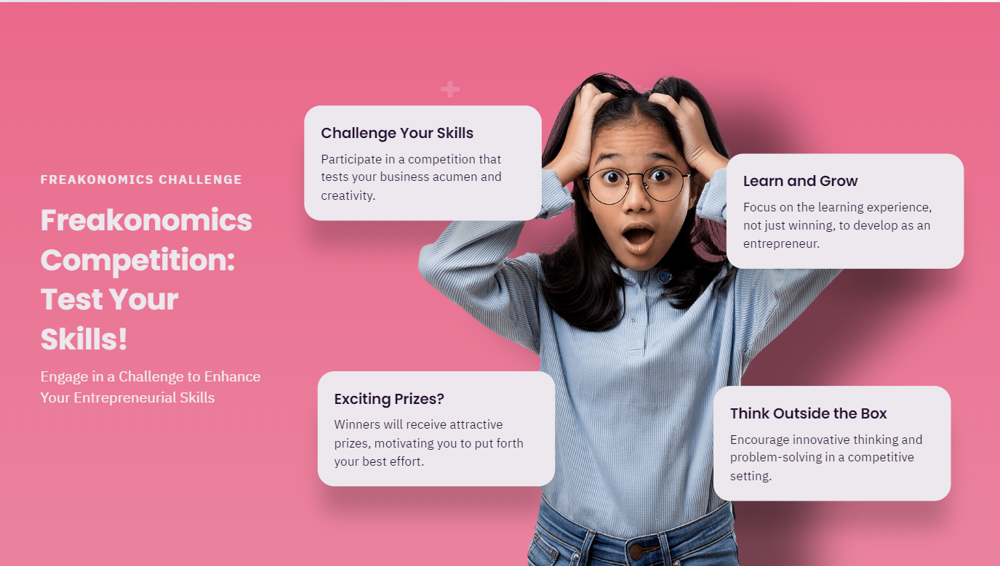 FREAKONOMICS CHALLENGE
Freakonomics
Competition:
Test Your
Skills!
Engage in a Challenge to Enhance
Your Entrepreneurial Skills
Challenge Your Skills
Participate in a competition that
tests your business acumen and
creativity.
Learn and Grow
Focus on the learning experience,
not just winning, to develop as an
entrepreneur.
Exciting Prizes?
Winners will receive attractive
prizes, motivating you to put forth
your best effort.
Think Outside the Box
Encourage innovative thinking and
problem-solving in a competitive
setting.